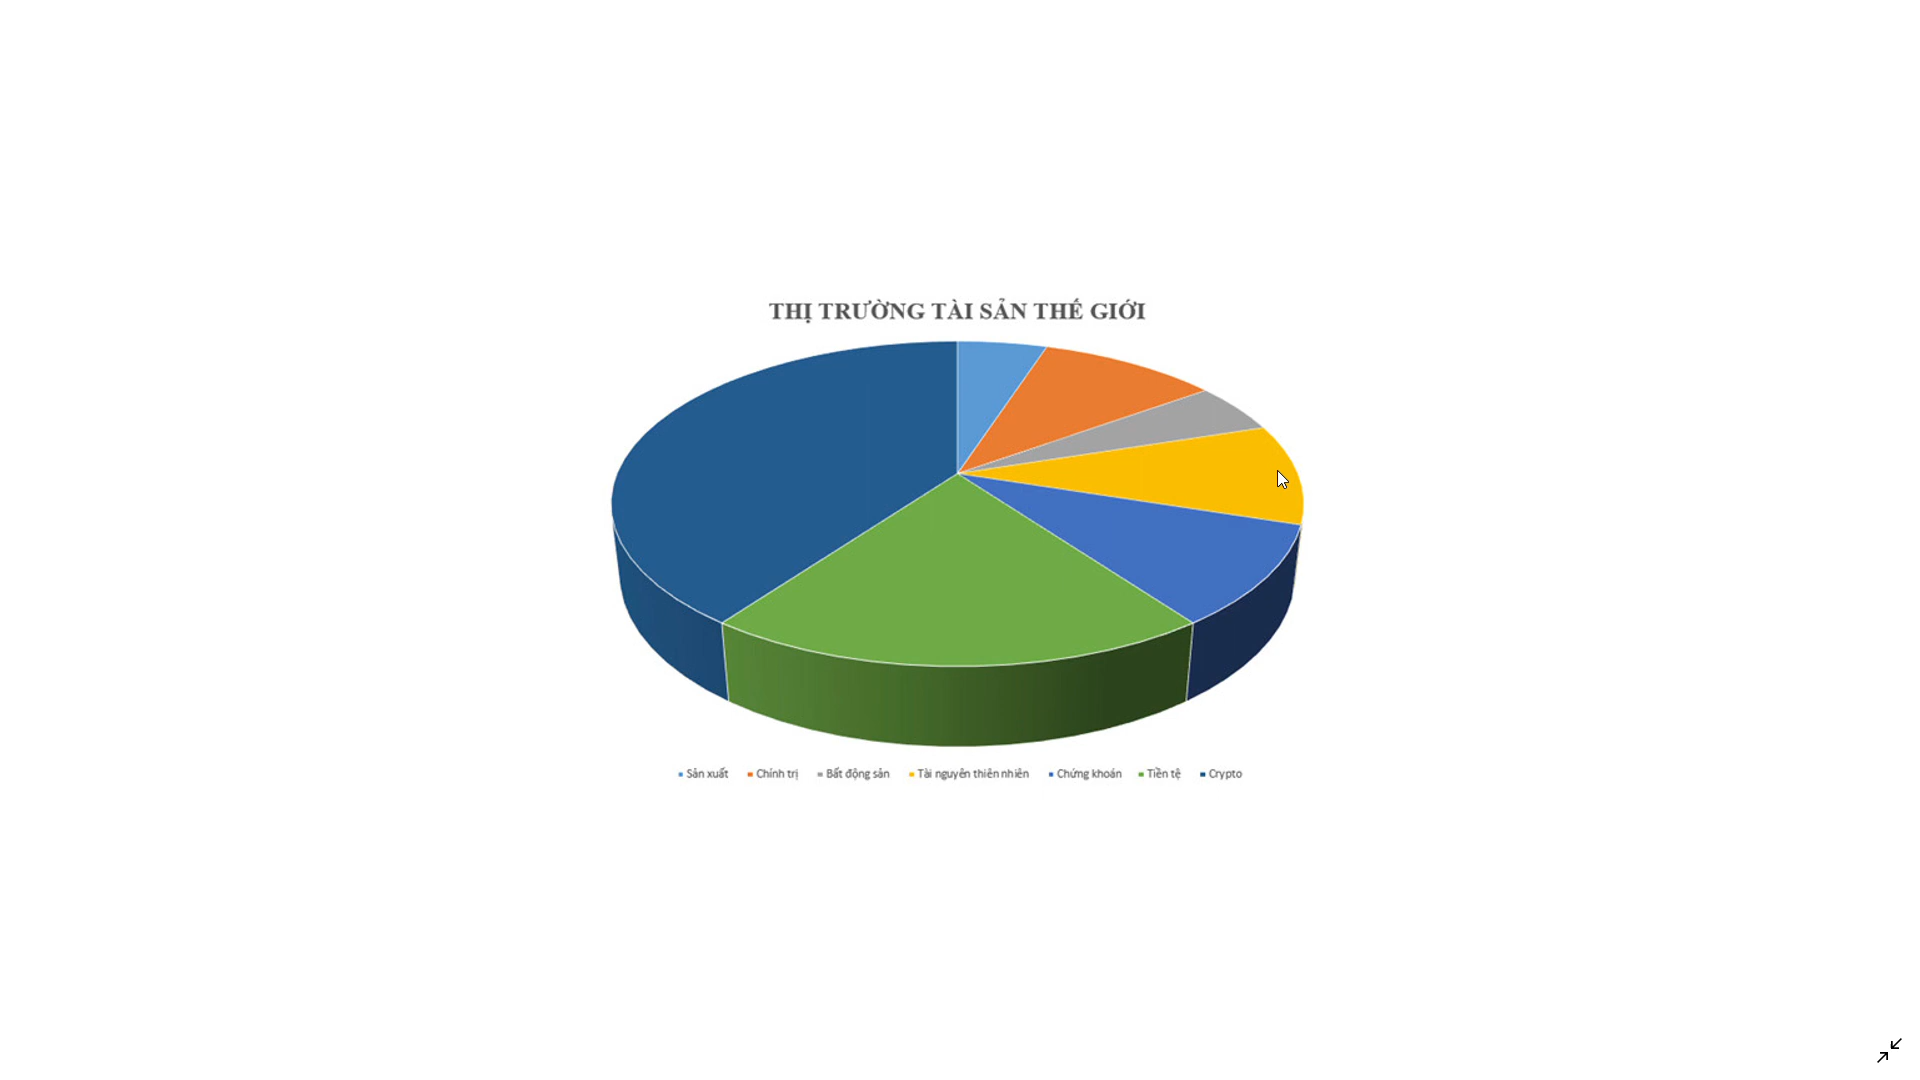 THỊ TRƯỜNG TÀI SẢN THẾ GIỚI
Sản xuất Chính trị Bất động sản Tài nguyên thiên nhiên Chứng khoán Tiền tệ Crypto